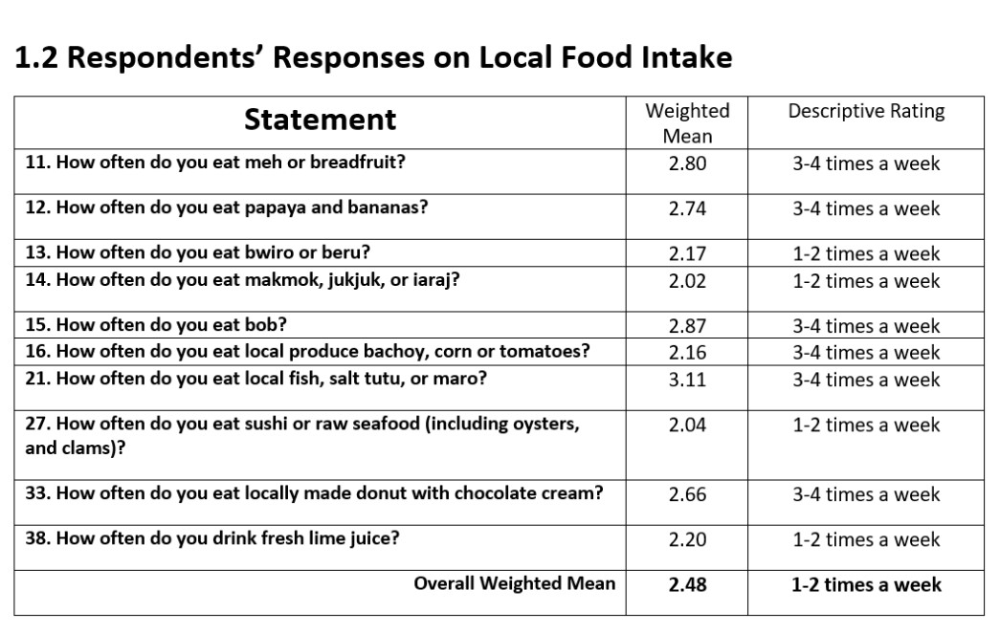 1.2 Respondents’ Responses on Local Food Intake
Statement Weighted Mean Descriptive Rating
11. How often do you eat meh or breadfruit? 2.80 3-4 times a week
12. How often do you eat papaya and bananas? 2.74 3-4 times a week
13. How often do you eat bwiro or beru? 2.17 1-2 times a week
14. How often do you eat makmok, jukjuk, or iaraj? 2.02 1-2 times a week
15. How often do you eat bob? 2.87 3-4 times a week
16. How often do you eat local produce bachoy, corn or tomatoes? 2.16 3-4 times a week
21. How often do you eat local fish, salt tutu, or maro? 3.11 3-4 times a week
27. How often do you eat sushi or raw seafood (including oysters, 2.04 1-2 times a week
and clams)?
33. How often do you eat locally made donut with chocolate cream? 2.66 3-4 times a week
38. How often do you drink fresh lime juice? 2.20 1-2 times a week
Overall Weighted Mean 2.48 1-2 times a week